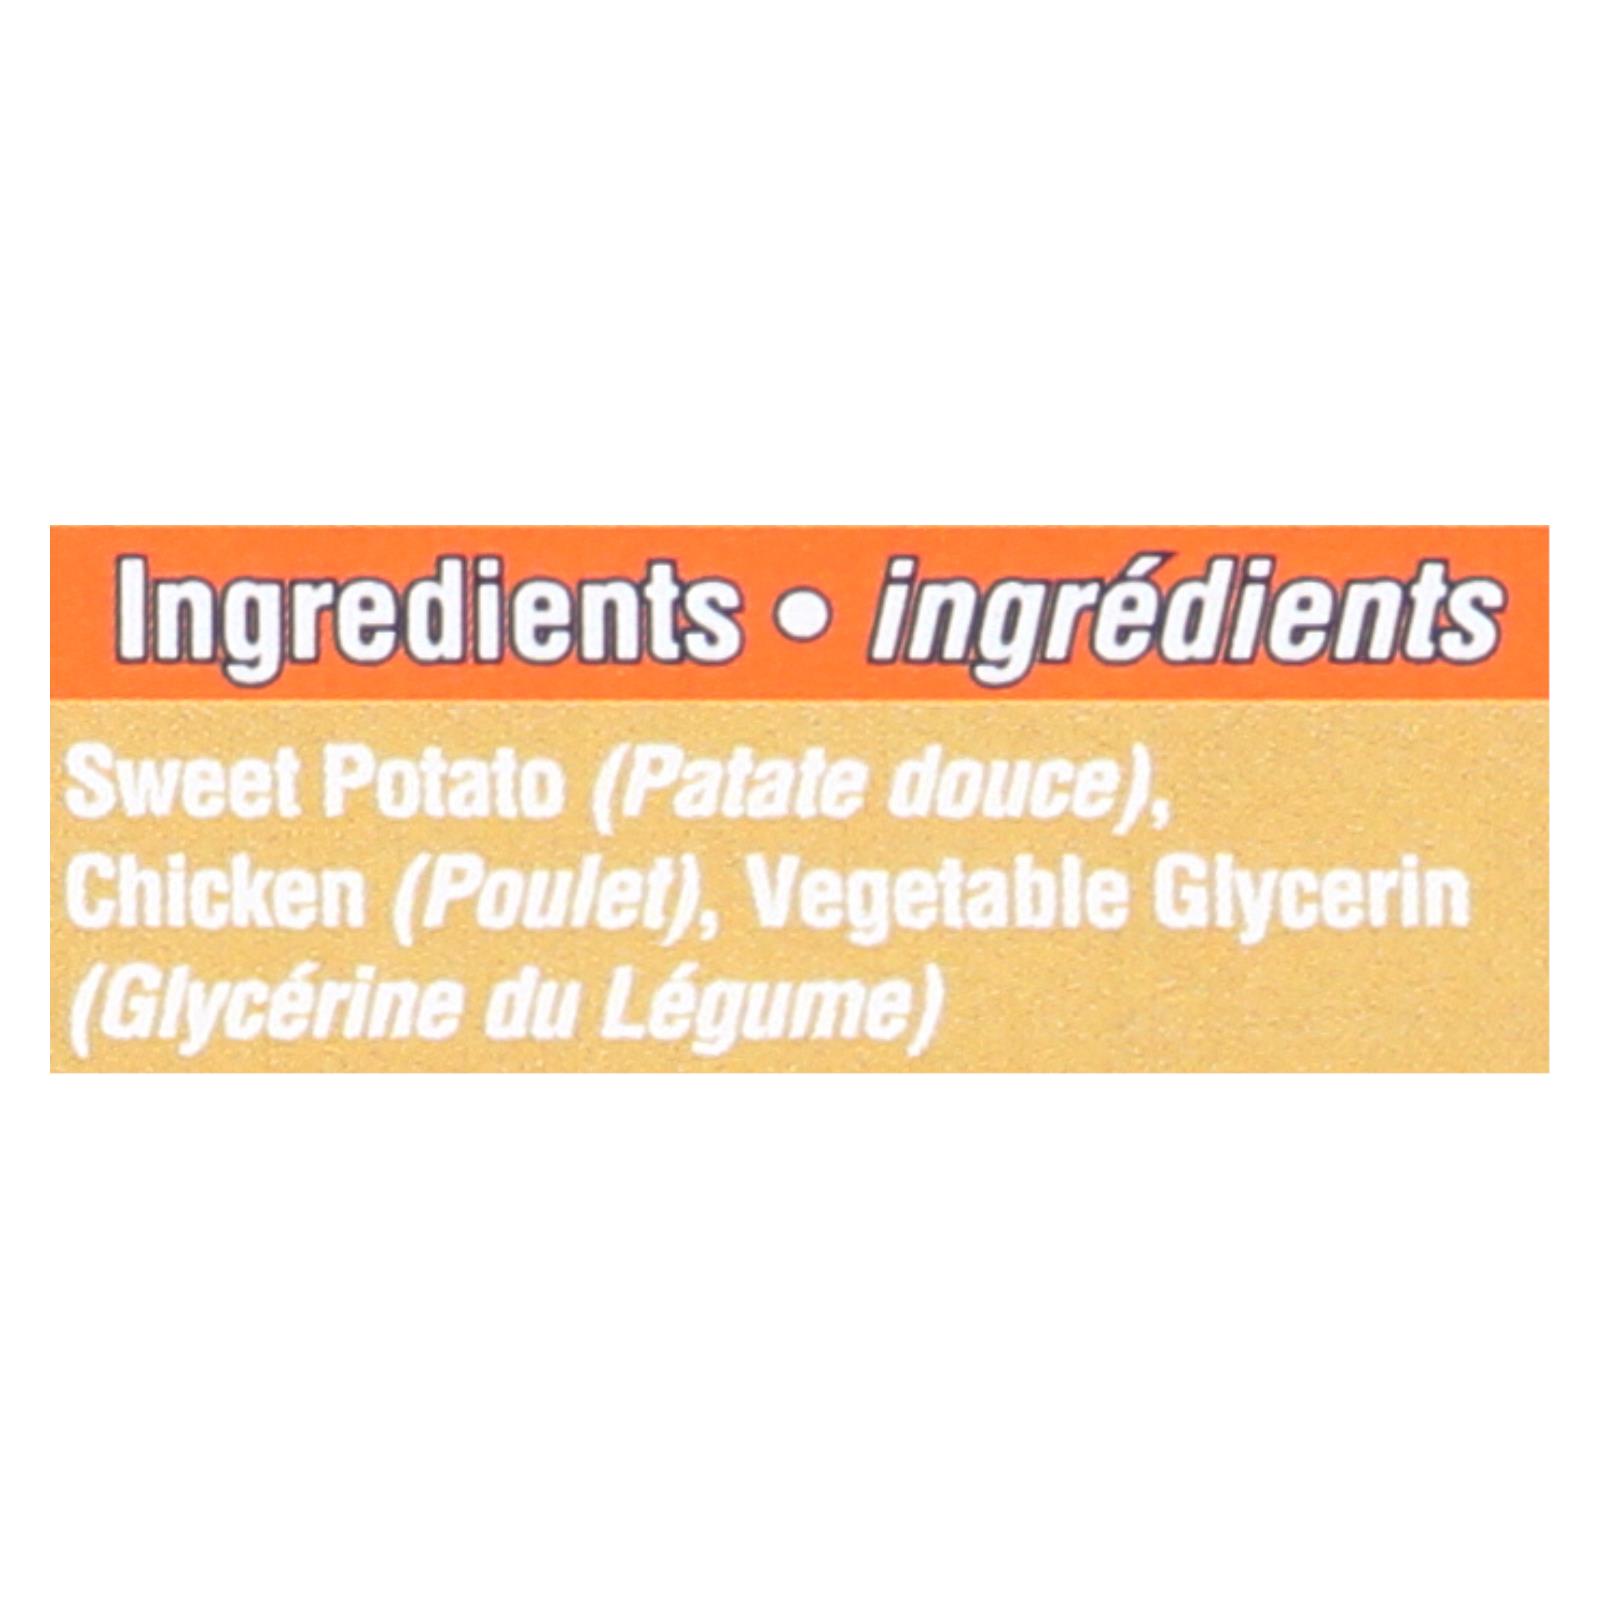 Ingredients • ingrédients
Sweet Potato (Patate douce),
Chicken (Poulet), Vegetable Glycerin
(Glycérine du Légume)